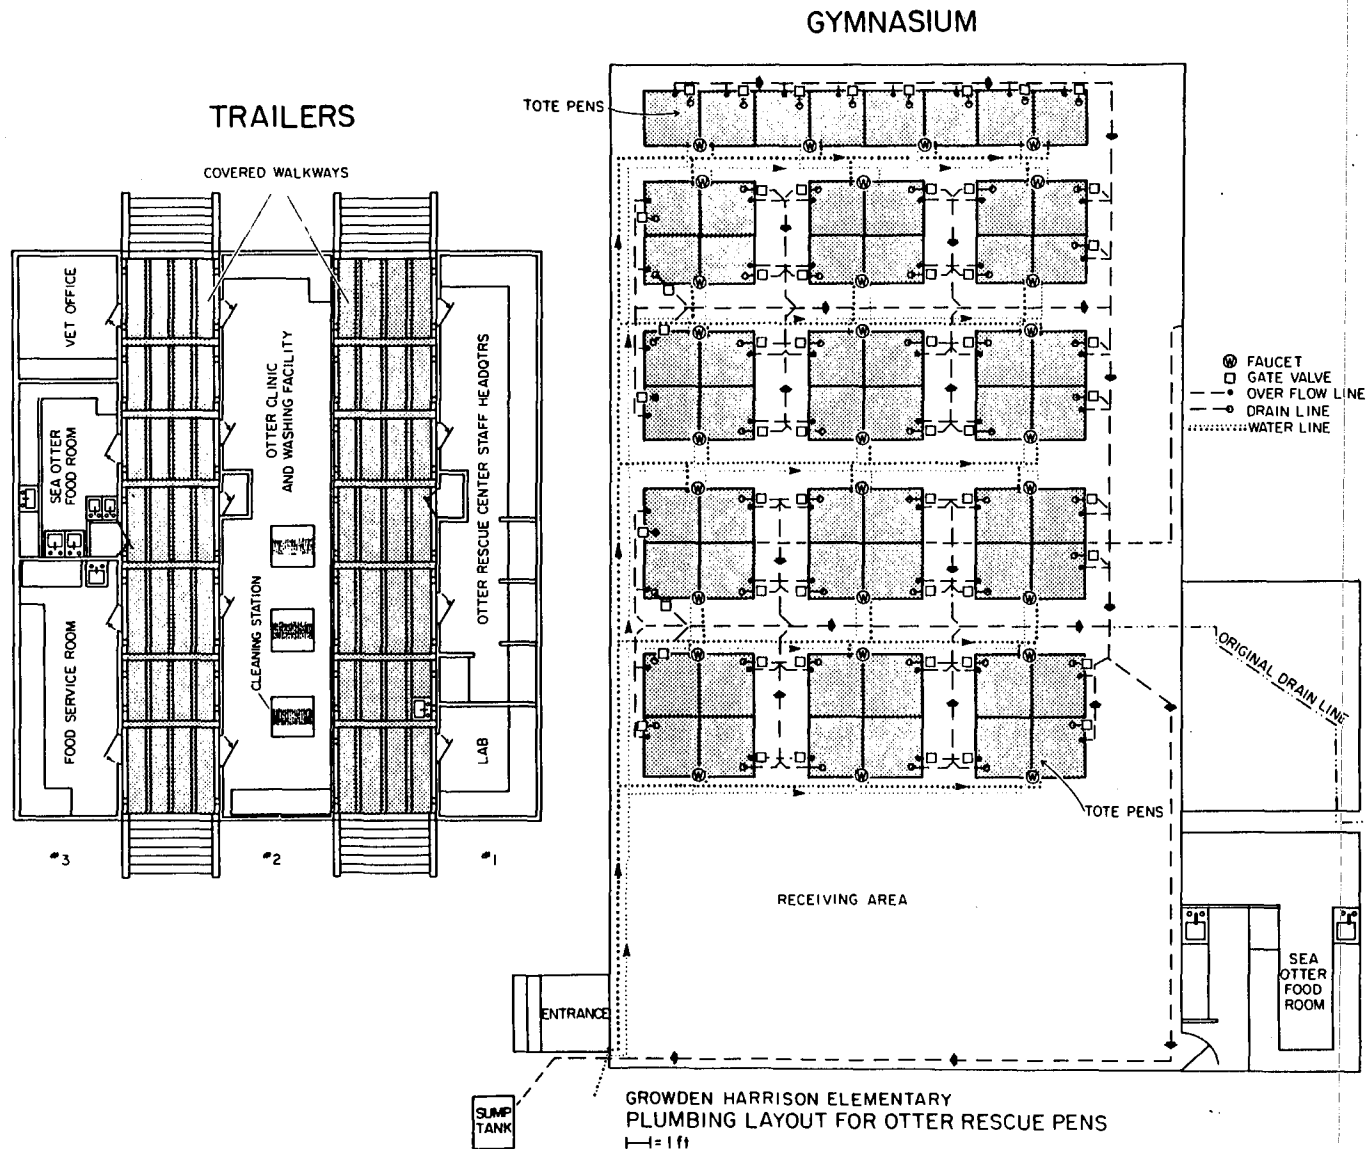 GYMNASIUM
TRAILERS
COVERED WALKWAYS
TOTE PENS
VET OFFICE
SEA OTTER
FOOD ROOM
FOOD SERVICE ROOM
OTTER CLINIC
AND WASHING FACILITY
CLEANING STATION
OTTER RESCUE CENTER STAFF HEADQTRS
LAB
#3
#2
#1
W FAUCET
GATE VALVE
OVER FLOW LINE
DRAIN LINE
WATER LINE
ORIGINAL DRAIN LINE
TOTE PENS
RECEIVING AREA
ENTRANCE
SEA
OTTER
FOOD
ROOM
SUMP
TANK
GROWDEN HARRISON ELEMENTARY
PLUMBING LAYOUT FOR OTTER RESCUE PENS
= 1 ft